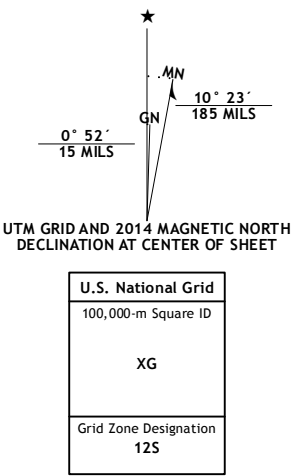 MN
10° 23´
185 MILS
GN
0° 52´
15 MILS
UTM GRID AND 2014 MAGNETIC NORTH
DECLINATION AT CENTER OF SHEET
U.S. National Grid
100,000-m Square ID
XG
Grid Zone Designation
12S